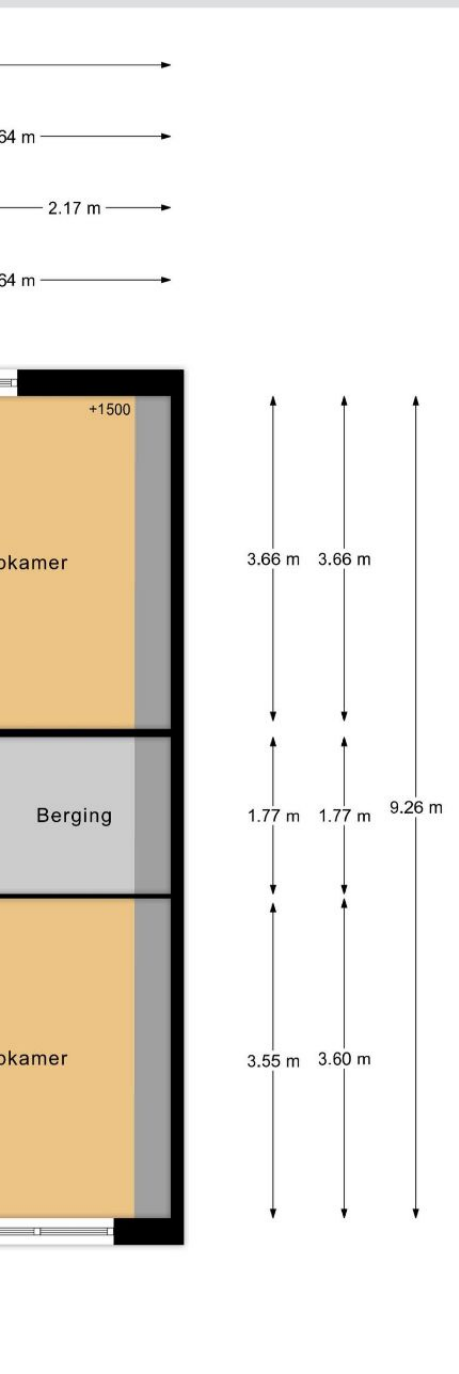 64 m
2.17 m
64 m
+1500
okamer
3.66 m 3.66 m
9.26 m
Berging
1.77 m 1.77 m
okamer
3.55 m 3.60 m